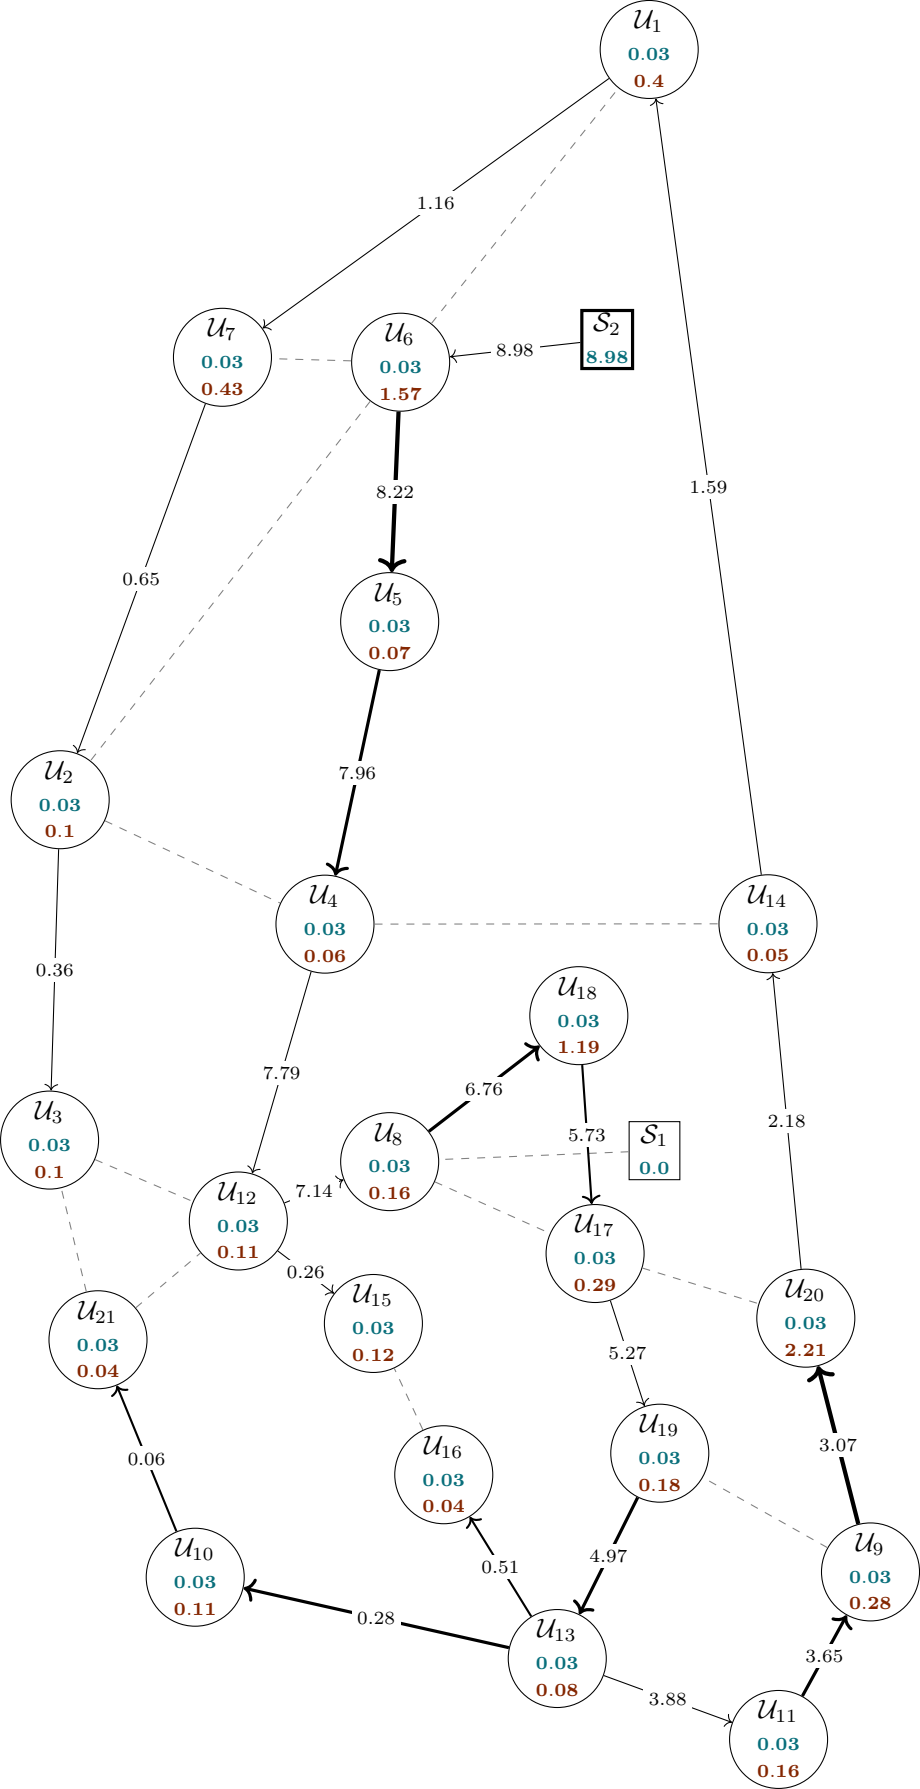 𝒰₁
0.03
0.4
1.16
𝒰₇
0.03
0.43
𝒰₆
0.03
1.57
8.98
𝒮₂
8.98
8.22
1.59
0.65
𝒰₅
0.03
0.07
7.96
𝒰₂
0.03
0.1
𝒰₄
0.03
0.06
𝒰₁₄
0.03
0.05
0.36
𝒰₁₈
0.03
1.19
7.79
6.76
𝒰₃
0.03
0.1
𝒰₈
0.03
0.16
5.73
𝒮₁
0.0
2.18
𝒰₁₂
0.03
0.11
7.14
𝒰₁₇
0.03
0.29
0.26
𝒰₂₁
0.03
0.04
𝒰₁₅
0.03
0.12
𝒰₂₀
0.03
2.21
5.27
0.06
𝒰₁₆
0.03
0.04
𝒰₁₉
0.03
0.18
3.07
0.51
4.97
𝒰₁₀
0.03
0.11
𝒰₉
0.03
0.28
0.28
𝒰₁₃
0.03
0.08
3.65
3.88
𝒰₁₁
0.03
0.16